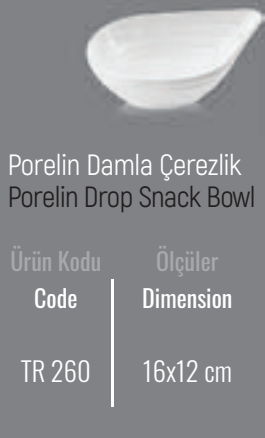 Porelin Damla Çerezlik
Porelin Drop Snack Bowl
Ürün Kodu Ölçüler
Code Dimension
TR 260 16x12 cm